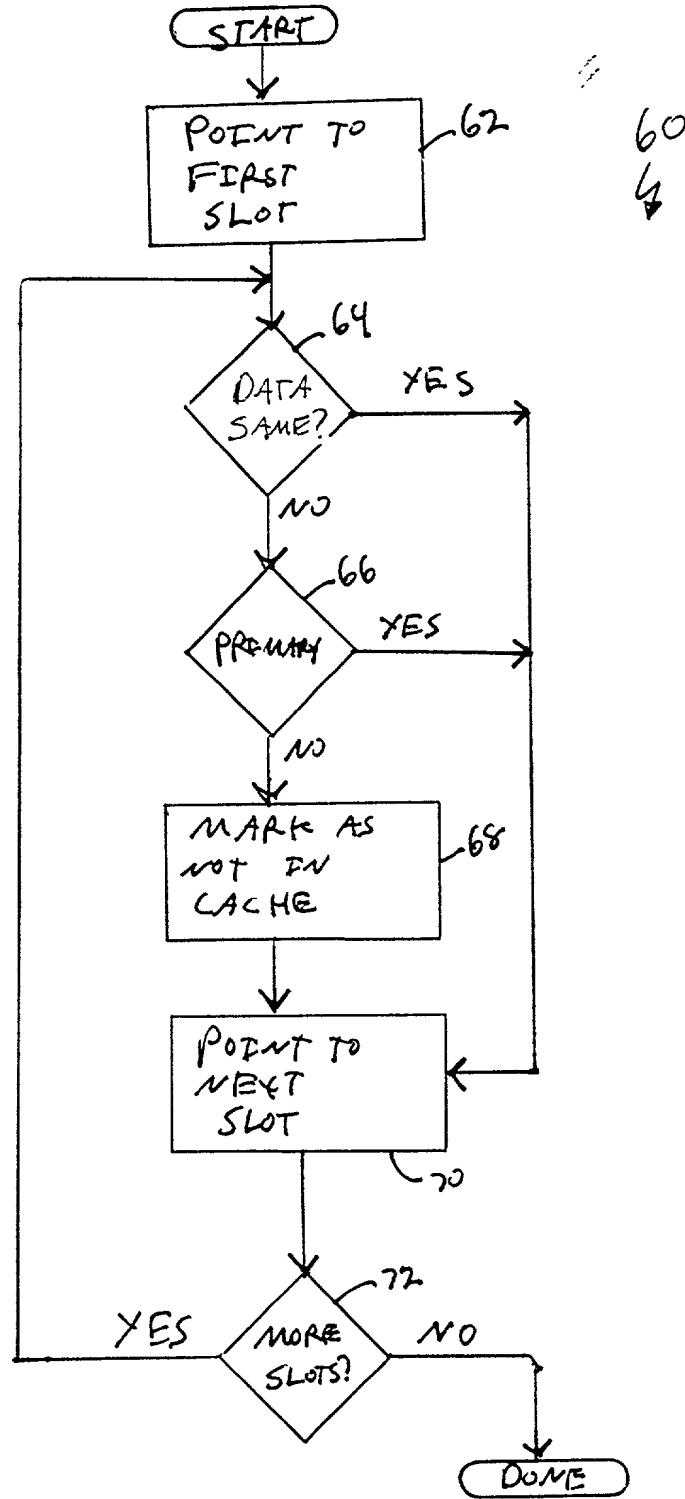 START
POINT TO
FIRST
SLOT
62
60
64
DATA
SAME?
YES
NO
66
PRIMARY
YES
NO
MARK AS
NOT IN
CACHE
68
POINT TO
NEXT
SLOT
70
72
YES
MORE
SLOTS?
NO
DONE